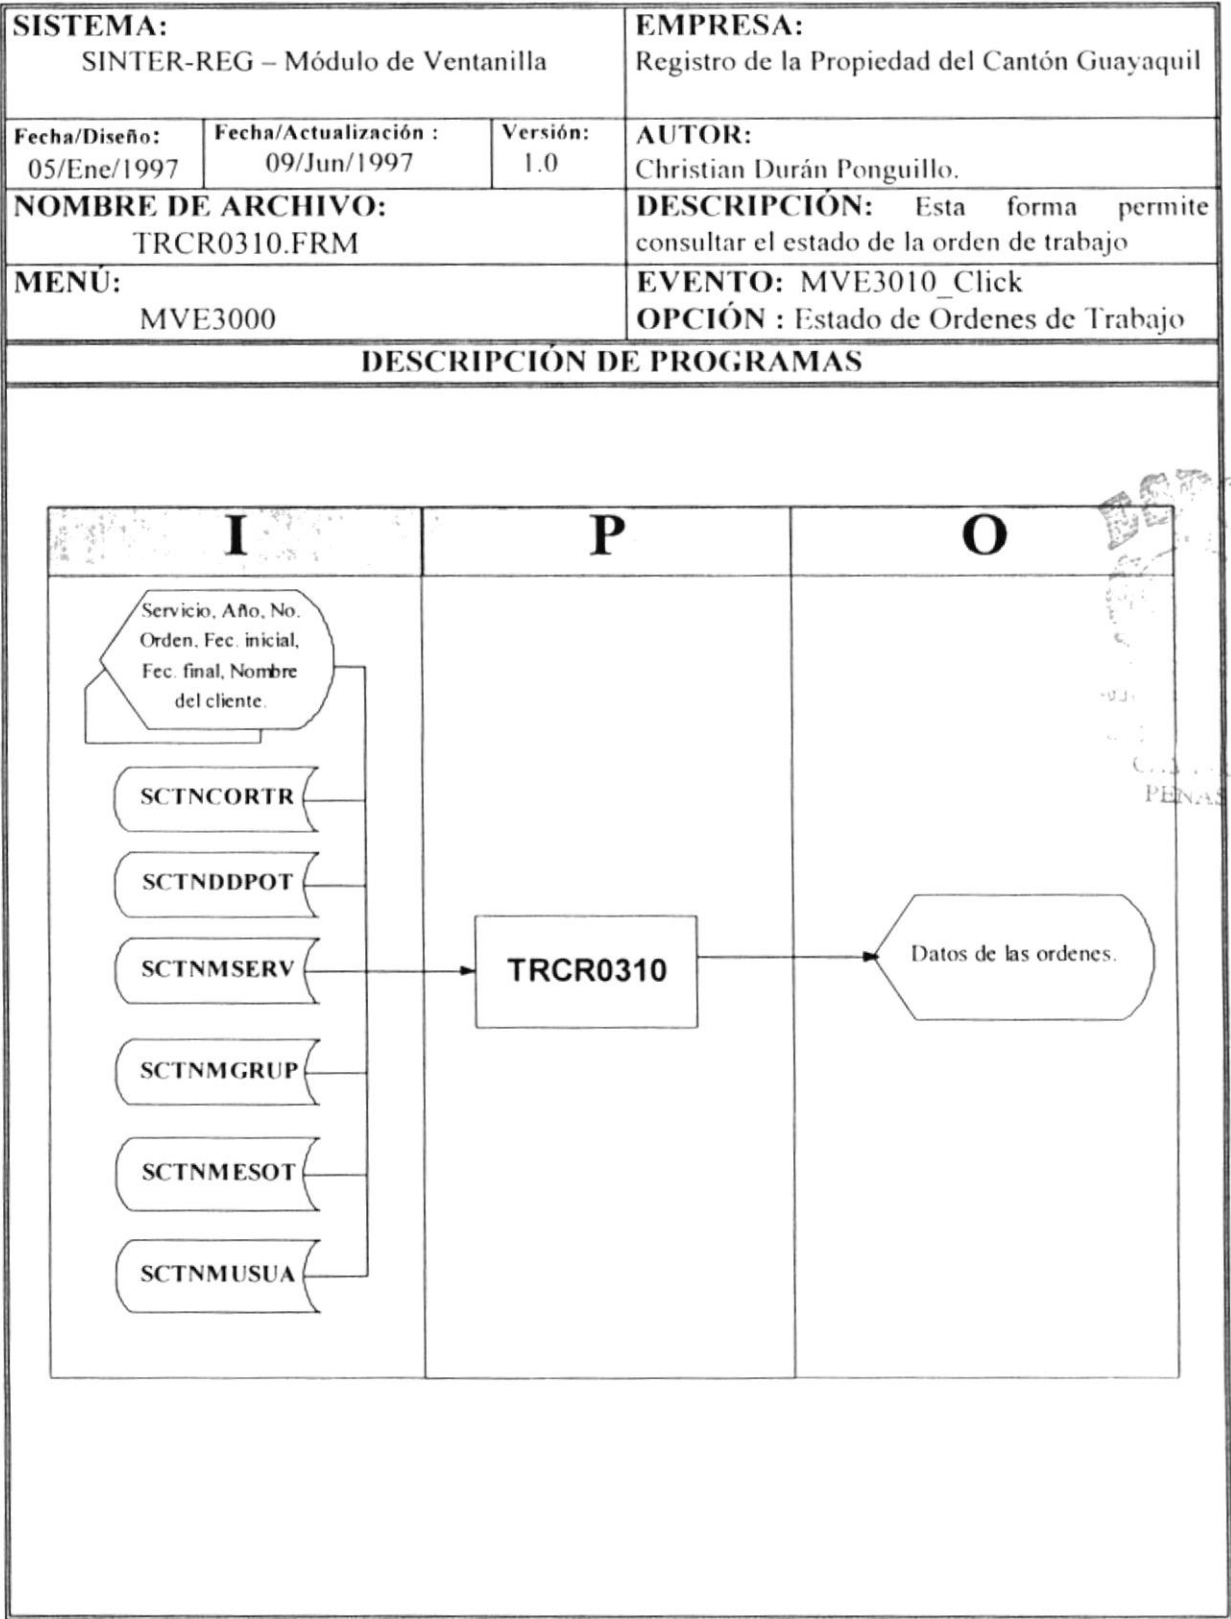 SISTEMA:
SINTER-REG – Módulo de Ventanilla
EMPRESA:
Registro de la Propiedad del Cantón Guayaquil
Fecha/Diseño:
05/Ene/1997
Fecha/Actualización :
09/Jun/1997
Versión:
1.0
AUTOR:
Christian Durán Ponguillo.
NOMBRE DE ARCHIVO:
TRCR0310.FRM
DESCRIPCIÓN: Esta forma permite
consultar el estado de la orden de trabajo
MENÚ:
MVE3000
EVENTO: MVE3010_Click
OPCIÓN : Estado de Ordenes de Trabajo
DESCRIPCIÓN DE PROGRAMAS
I
P
O
Servicio, Año, No.
Orden, Fec. inicial,
Fec. final, Nombre
del cliente.
SCTNCORTR
SCTNDDPOT
SCTNMSERV
SCTNMGRUP
SCTNMESOT
SCTNMUSUA
TRCR0310
Datos de las ordenes.
PEÑAS